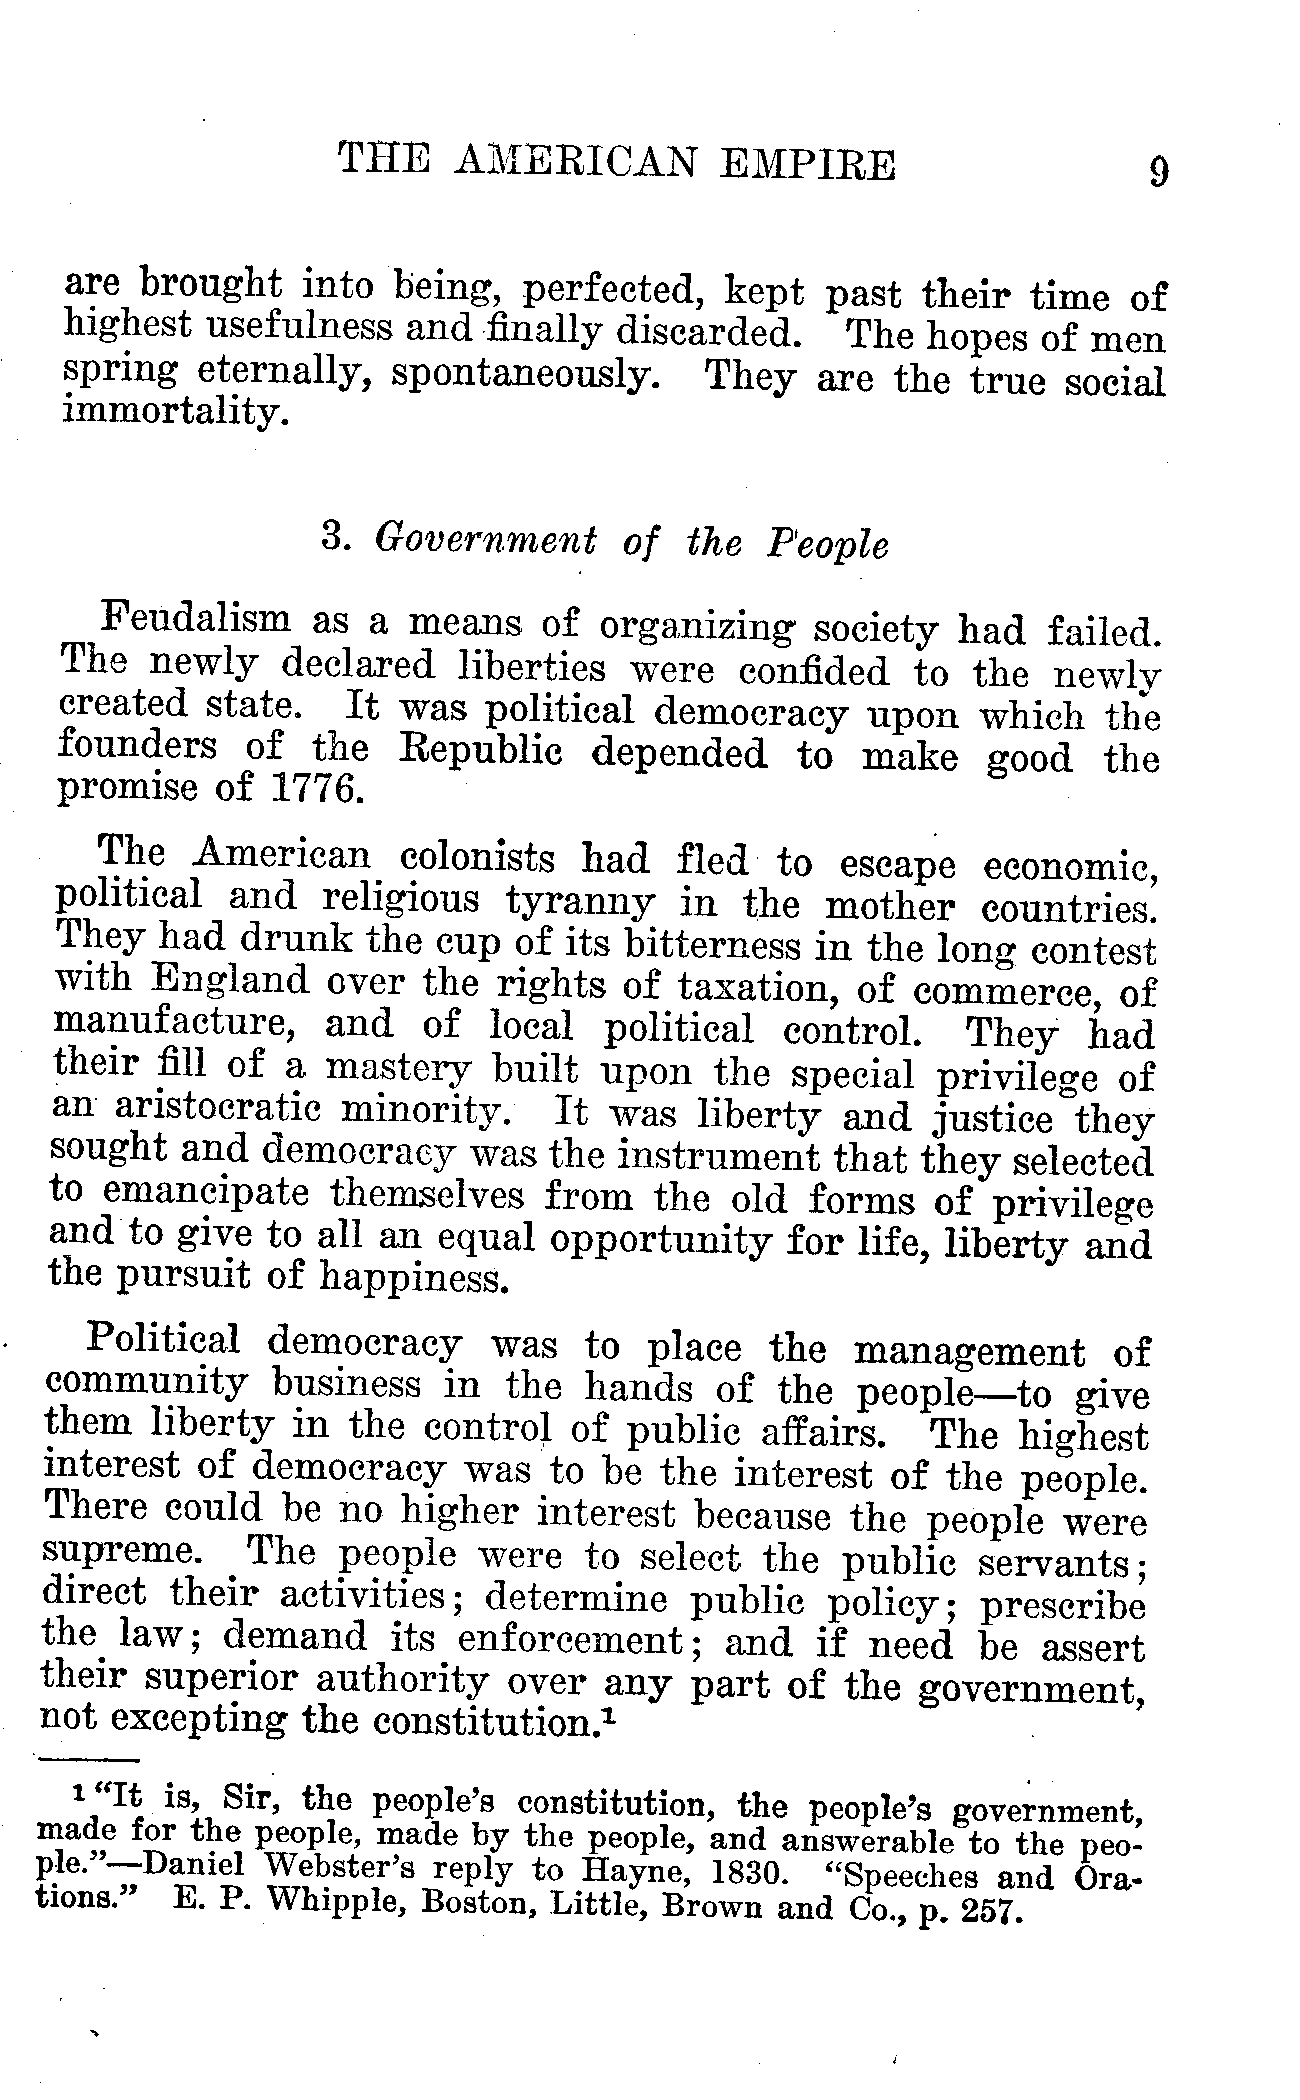 THE AMERICAN EMPIRE 9
are brought into being, perfected, kept past their time of
highest usefulness and finally discarded. The hopes of men
spring eternally, spontaneously. They are the true social
immortality.
3. Government of the People
Feudalism as a means of organizing society had failed.
The newly declared liberties were confided to the newly
created state. It was political democracy upon which the
founders of the Republic depended to make good the
promise of 1776.
The American colonists had fled to escape economic,
political and religious tyranny in the mother countries.
They had drunk the cup of its bitterness in the long contest
with England over the rights of taxation, of commerce, of
manufacture, and of local political control. They had
their fill of a mastery built upon the special privilege of
an aristocratic minority. It was liberty and justice they
sought and democracy was the instrument that they selected
to emancipate themselves from the old forms of privilege
and to give to all an equal opportunity for life, liberty and
the pursuit of happiness.
Political democracy was to place the management of
community business in the hands of the people—to give
them liberty in the control of public affairs. The highest
interest of democracy was to be the interest of the people.
There could be no higher interest because the people were
supreme. The people were to select the public servants;
direct their activities; determine public policy; prescribe
the law; demand its enforcement; and if need be assert
their superior authority over any part of the government,
not excepting the constitution.¹
¹ "It is, Sir, the people's constitution, the people's government,
made for the people, made by the people, and answerable to the peo-
ple."—Daniel Webster's reply to Hayne, 1830. "Speeches and Ora-
tions." E. P. Whipple, Boston, Little, Brown and Co., p. 257.